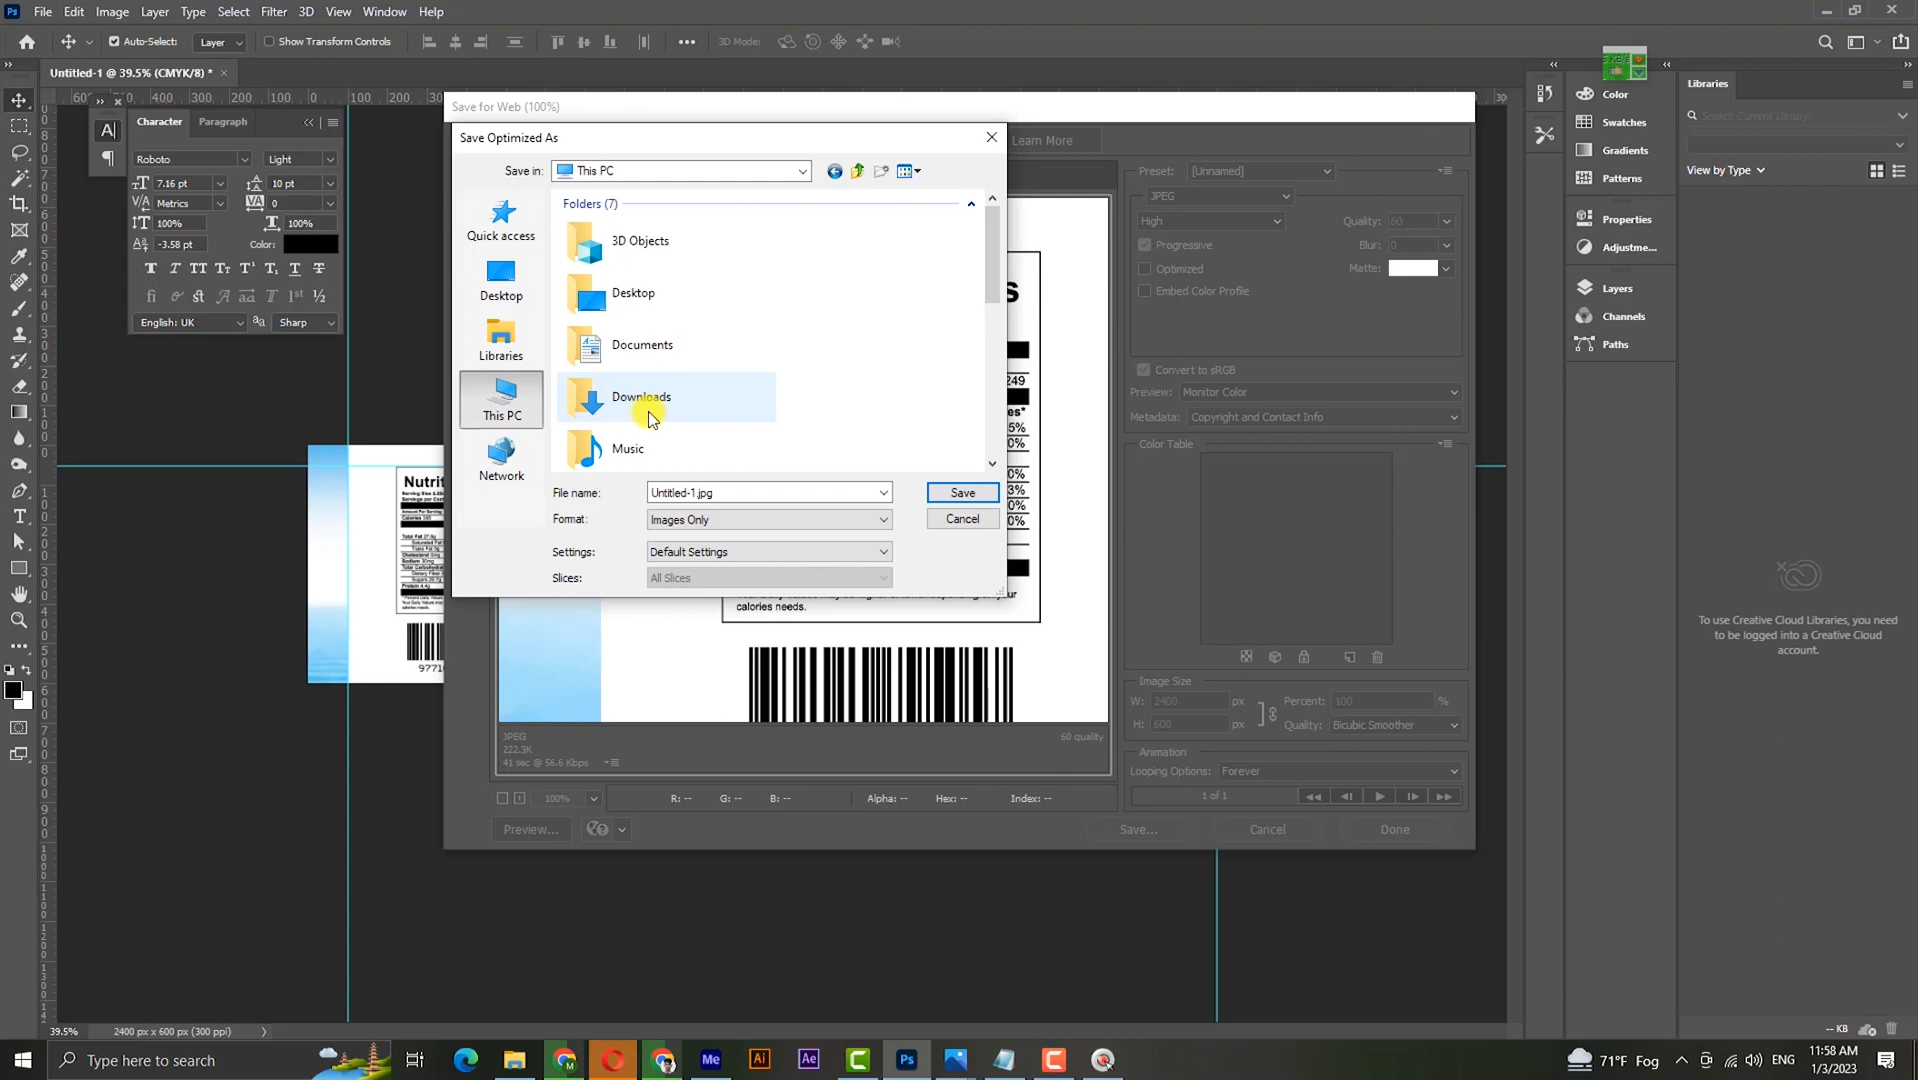 Ps File Edit Image Layer Type Select Filter 3D View Window Help
Auto-Select: Layer Show Transform Controls 3D Mode:
Untitled-1 @ 39.5% (CMYK/8) * ×
Character Paragraph
Roboto Light
7.16 pt 10 pt
Metrics 0
100% 100%
-3.58 pt Color:
English: UK Sharp
Save for Web (100%)
Learn More
Save Optimized As
Save in: This PC
Quick access
Desktop
Libraries
This PC
Network
Folders (7)
3D Objects
Desktop
Documents
Downloads
Music
File name: Untitled-1.jpg Save
Format: Images Only Cancel
Settings: Default Settings
Slices: All Slices
calories needs.
JPEG 60 quality
222.3K
41 sec @ 56.6 Kbps
100% R: -- G: -- B: -- Alpha: -- Hex: -- Index: --
Preview... Save... Cancel Done
Preset: [Unnamed]
JPEG
High Quality: 60
Progressive Blur: 0
Optimized Matte:
Embed Color Profile
Convert to sRGB
Preview: Monitor Color
Metadata: Copyright and Contact Info
Color Table
Image Size
W: 2400 px Percent: 100 %
H: 600 px Quality: Bicubic Smoother
Animation
Looping Options: Forever
1 of 1
Color
Swatches
Gradients
Patterns
Properties
Adjustme...
Layers
Channels
Paths
Libraries
Search Current Library
View by Type
To use Creative Cloud Libraries, you need
to be logged into a Creative Cloud
account.
-- KB
39.5% 2400 px x 600 px (300 ppi)
Type here to search
Me Ai Ae Ps
71°F Fog ENG 11:58 AM
1/3/2023